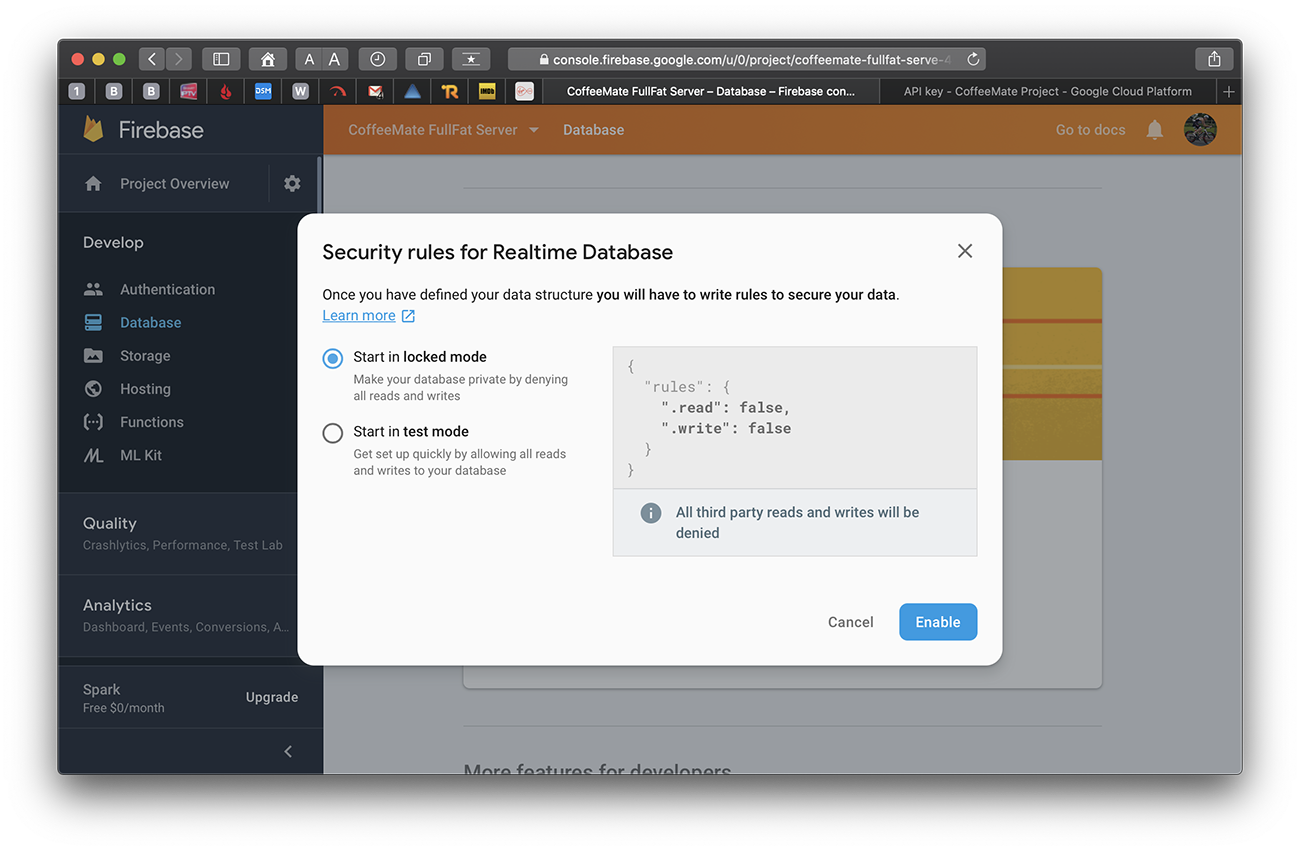 A A
console.firebase.google.com/u/0/project/coffeemate-fullfat-serve-4
1 B B DSM W TR IMDb
CoffeeMate FullFat Server – Database – Firebase con...
API key - CoffeeMate Project - Google Cloud Platform
Firebase
CoffeeMate FullFat Server
Database
Go to docs
Project Overview
Develop
Authentication
Database
Storage
Hosting
Functions
ML Kit
Quality
Crashlytics, Performance, Test Lab
Analytics
Dashboard, Events, Conversions, A...
Spark
Free $0/month
Upgrade
Security rules for Realtime Database
Once you have defined your data structure you will have to write rules to secure your data.
Learn more
Start in locked mode
Make your database private by denying
all reads and writes
Start in test mode
Get set up quickly by allowing all reads
and writes to your database
{
"rules": {
".read": false,
".write": false
}
}
All third party reads and writes will be
denied
Cancel
Enable
More features for developers